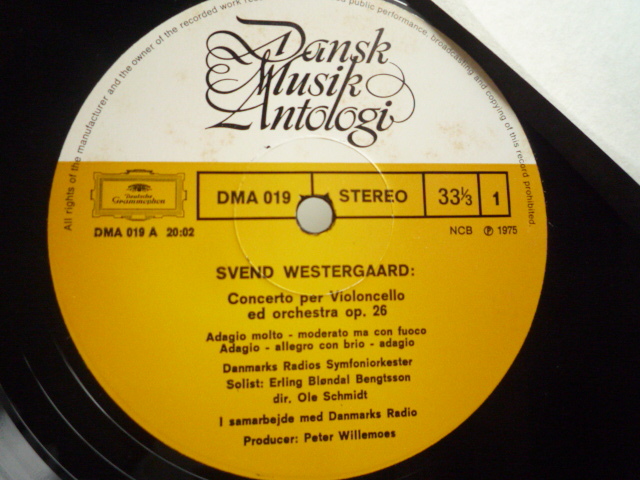 All rights of the manufacturer and the owner of the recorded work
public performance, broadcasting and copying of this record prohibited.
Dansk
Musik
Antologi
Deutsche
Grammophon
DMA 019 STEREO 33⅓ 1
DMA 019 A 20:02 NCB ℗ 1975
SVEND WESTERGAARD:
Concerto per Violoncello
ed orchestra op. 26
Adagio molto - moderato ma con fuoco
Adagio - allegro con brio - adagio
Danmarks Radios Symfoniorkester
Solist: Erling Bløndal Bengtsson
dir. Ole Schmidt
I samarbejde med Danmarks Radio
Producer: Peter Willemoes